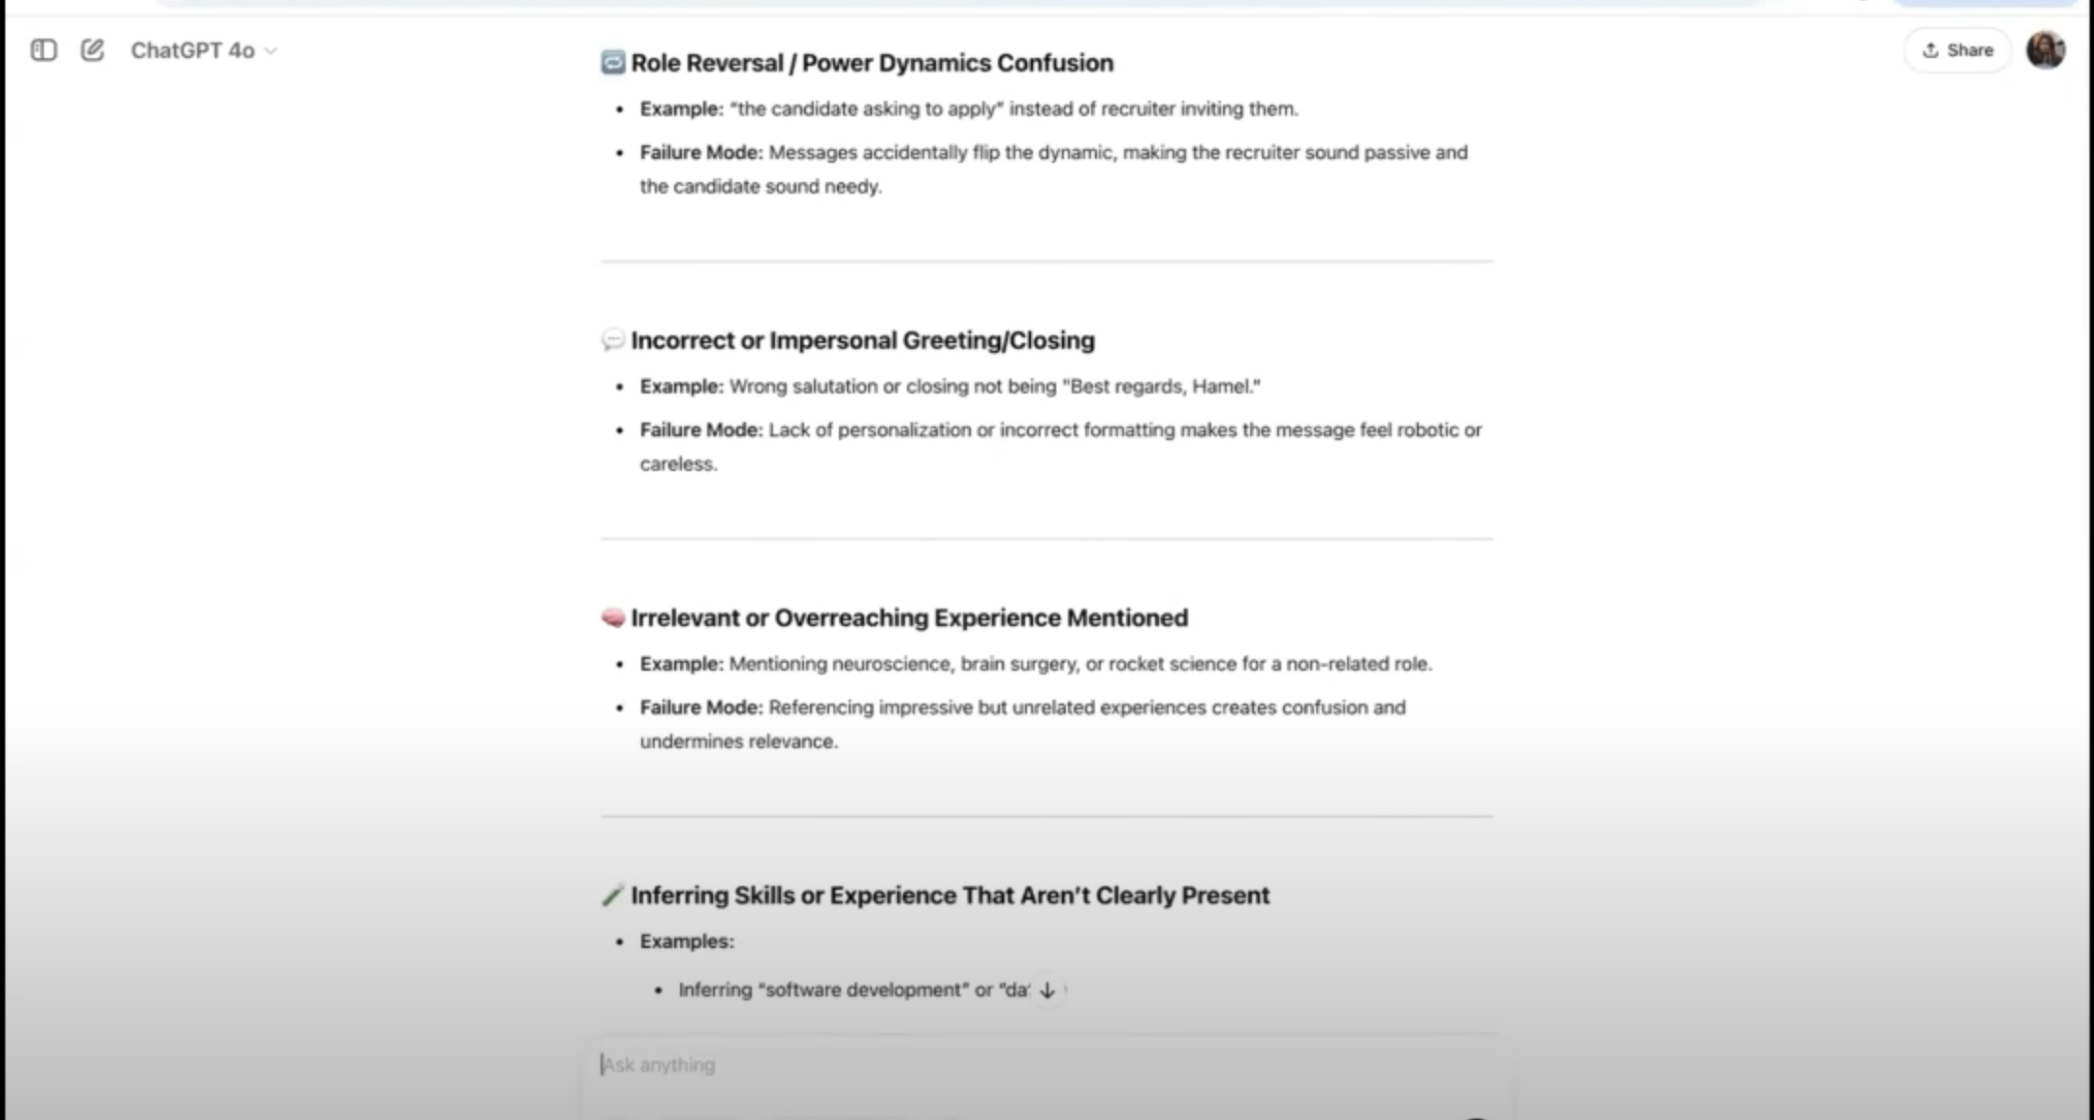 ChatGPT 4o
Share
Role Reversal / Power Dynamics Confusion
• Example: “the candidate asking to apply” instead of recruiter inviting them.
• Failure Mode: Messages accidentally flip the dynamic, making the recruiter sound passive and
the candidate sound needy.
Incorrect or Impersonal Greeting/Closing
• Example: Wrong salutation or closing not being "Best regards, Hamel."
• Failure Mode: Lack of personalization or incorrect formatting makes the message feel robotic or
careless.
Irrelevant or Overreaching Experience Mentioned
• Example: Mentioning neuroscience, brain surgery, or rocket science for a non-related role.
• Failure Mode: Referencing impressive but unrelated experiences creates confusion and
undermines relevance.
Inferring Skills or Experience That Aren’t Clearly Present
• Examples:
• Inferring “software development” or “da
Ask anything